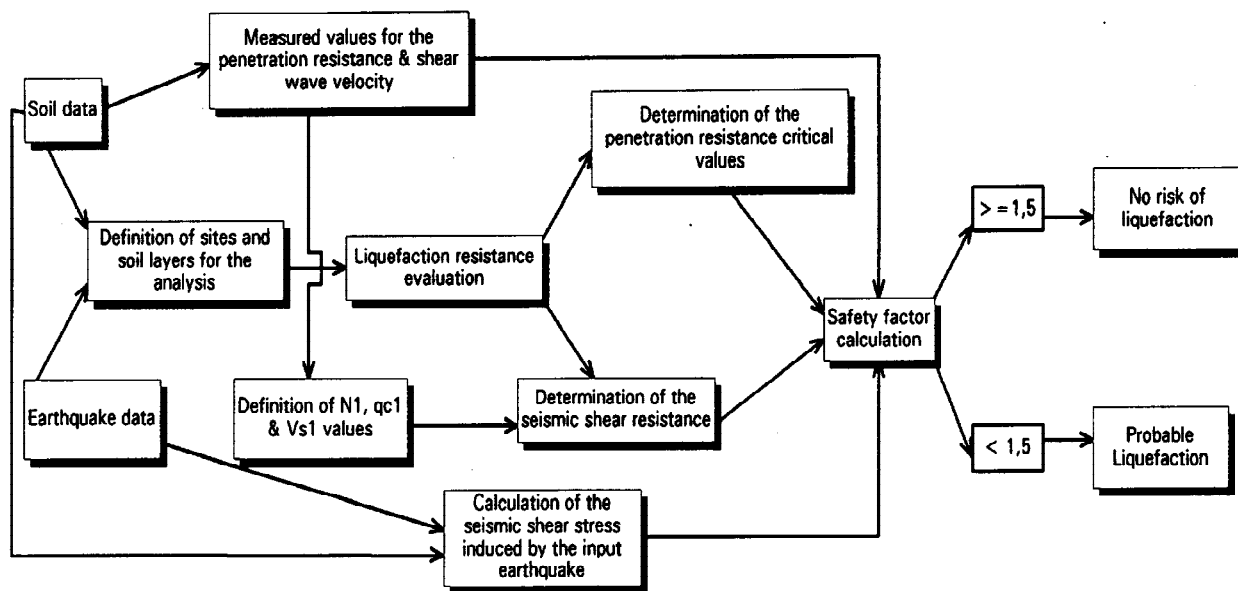 Measured values for the
penetration resistance & shear
wave velocity
Soil data
Determination of the
penetration resistance critical
values
Definition of sites and
soil layers for the
analysis
Liquefaction resistance
evaluation
> = 1,5
No risk of
liquefaction
Safety factor
calculation
Earthquake data
Definition of N1, qc1
& Vs1 values
Determination of the
seismic shear resistance
< 1,5
Probable
Liquefaction
Calculation of the
seismic shear stress
induced by the input
earthquake